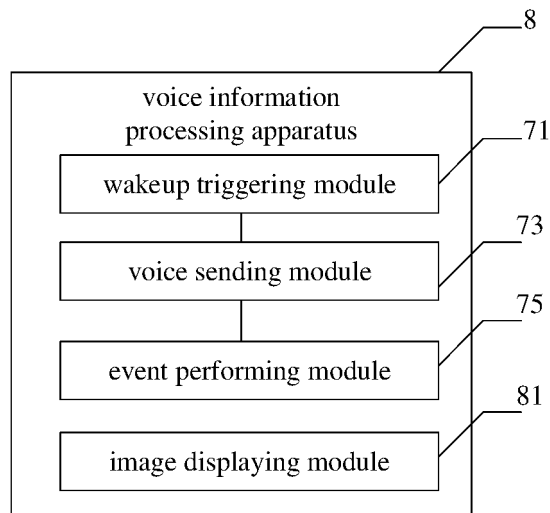 8
voice information
processing apparatus
71
wakeup triggering module
73
voice sending module
75
event performing module
81
image displaying module